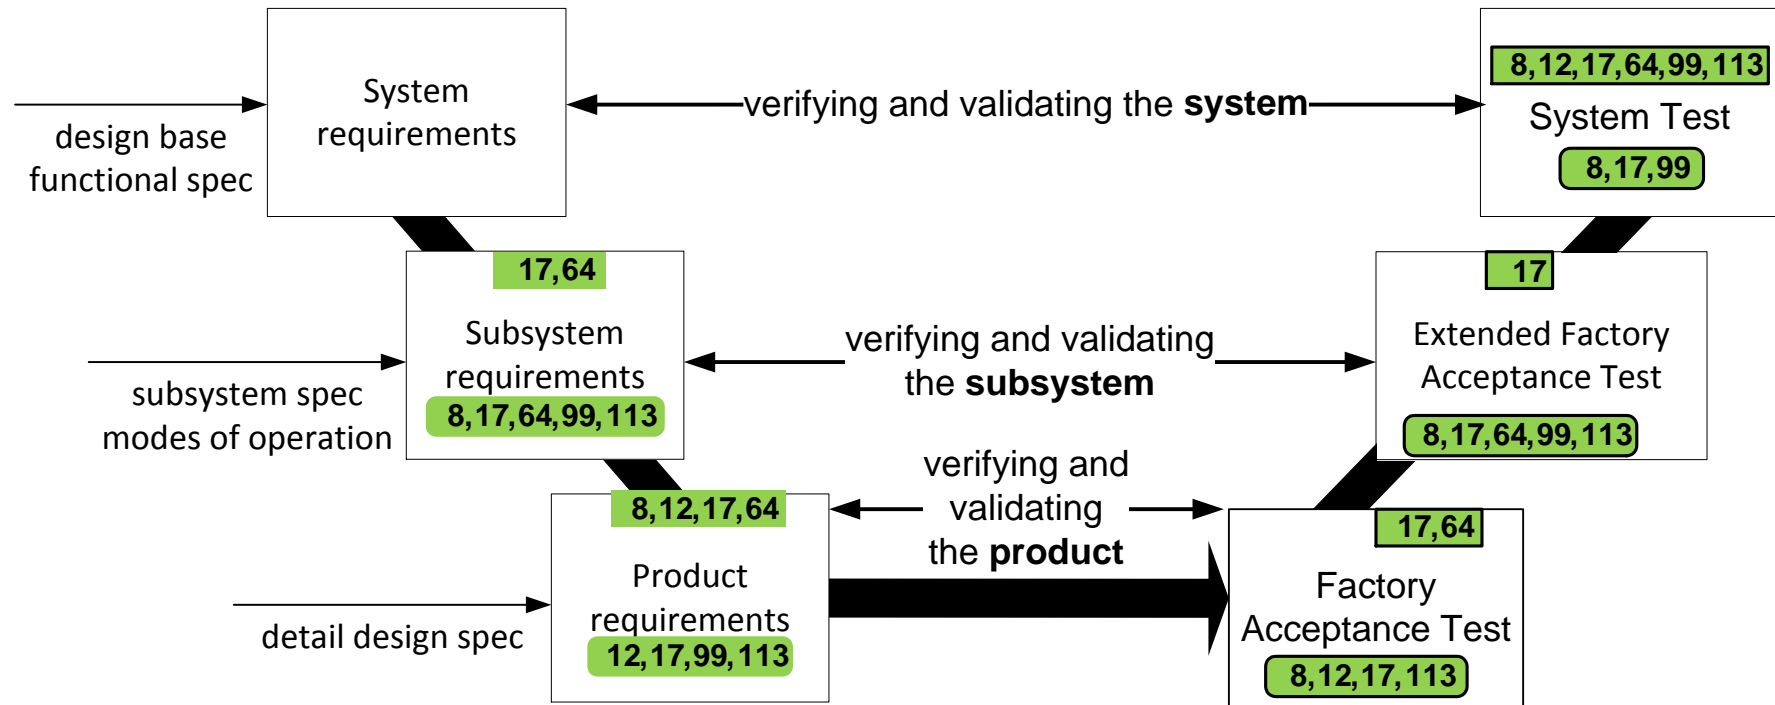 System
requirements
design base
functional spec
verifying and validating the system
8,12,17,64,99,113
System Test
8,17,99
17,64
Subsystem
requirements
8,17,64,99,113
subsystem spec
modes of operation
verifying and validating
the subsystem
17
Extended Factory
Acceptance Test
8,17,64,99,113
8,12,17,64
Product
requirements
12,17,99,113
detail design spec
verifying and
validating
the product
17,64
Factory
Acceptance Test
8,12,17,113